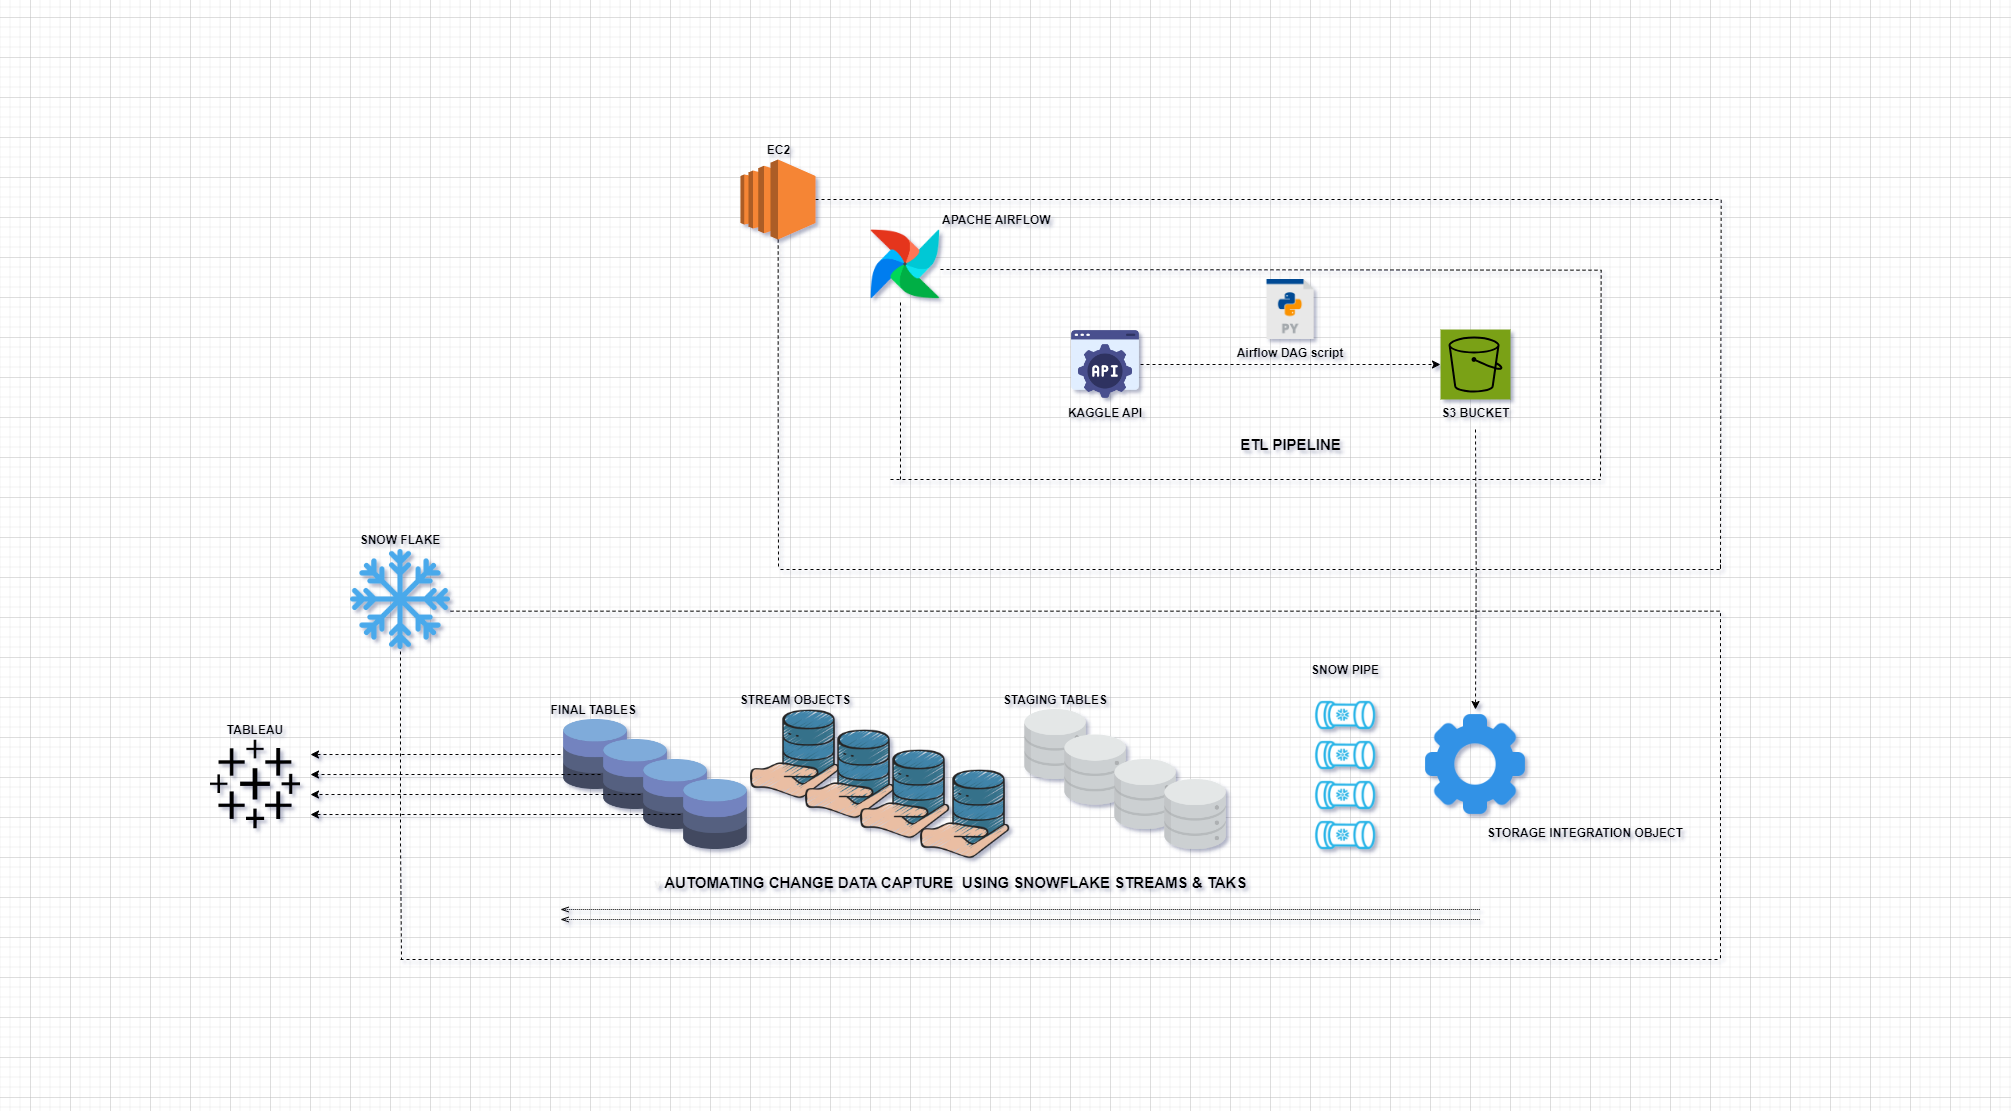 EC2
APACHE AIRFLOW
PY
Airflow DAG script
API
KAGGLE API
S3 BUCKET
ETL PIPELINE
SNOW FLAKE
SNOW PIPE
STREAM OBJECTS
STAGING TABLES
FINAL TABLES
TABLEAU
STORAGE INTEGRATION OBJECT
AUTOMATING CHANGE DATA CAPTURE  USING SNOWFLAKE STREAMS & TAKS